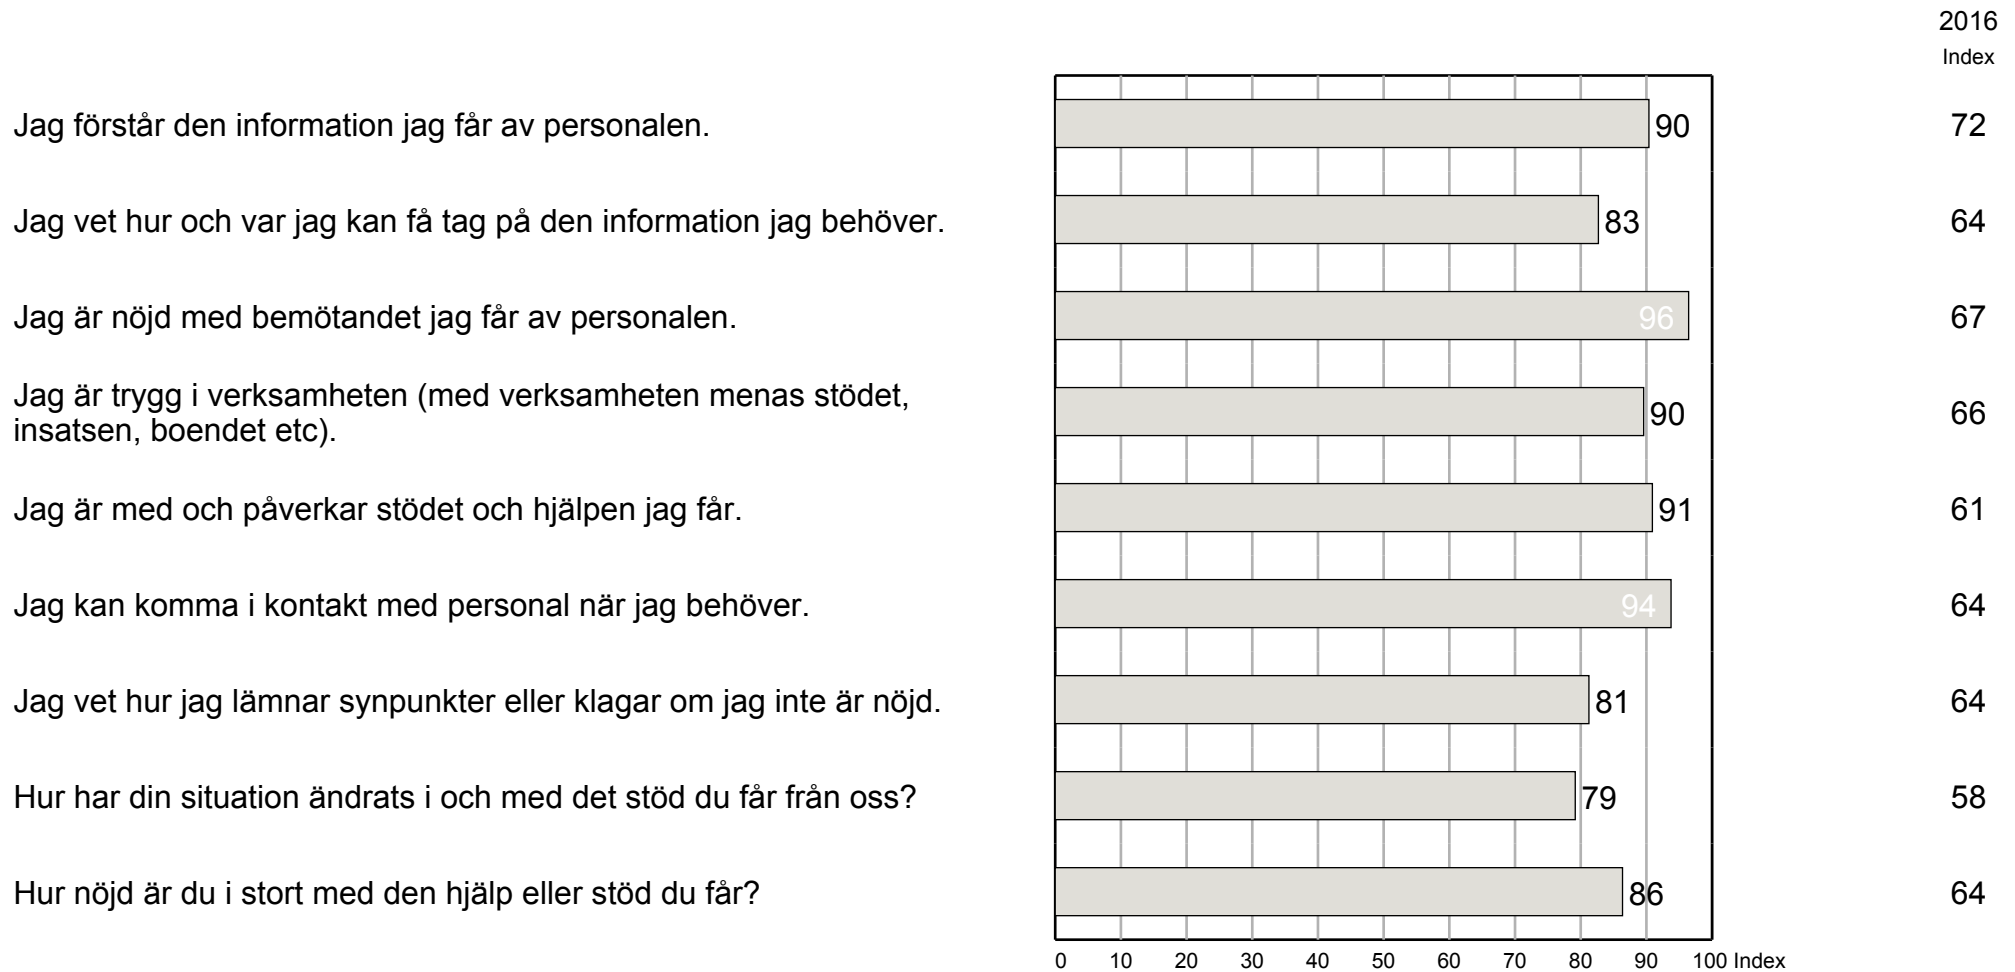 2016
Index
Jag förstår den information jag får av personalen. 90 72
Jag vet hur och var jag kan få tag på den information jag behöver. 83 64
Jag är nöjd med bemötandet jag får av personalen. 96 67
Jag är trygg i verksamheten (med verksamheten menas stödet,
insatsen, boendet etc). 90 66
Jag är med och påverkar stödet och hjälpen jag får. 91 61
Jag kan komma i kontakt med personal när jag behöver. 94 64
Jag vet hur jag lämnar synpunkter eller klagar om jag inte är nöjd. 81 64
Hur har din situation ändrats i och med det stöd du får från oss? 79 58
Hur nöjd är du i stort med den hjälp eller stöd du får? 86 64
0 10 20 30 40 50 60 70 80 90 100 Index